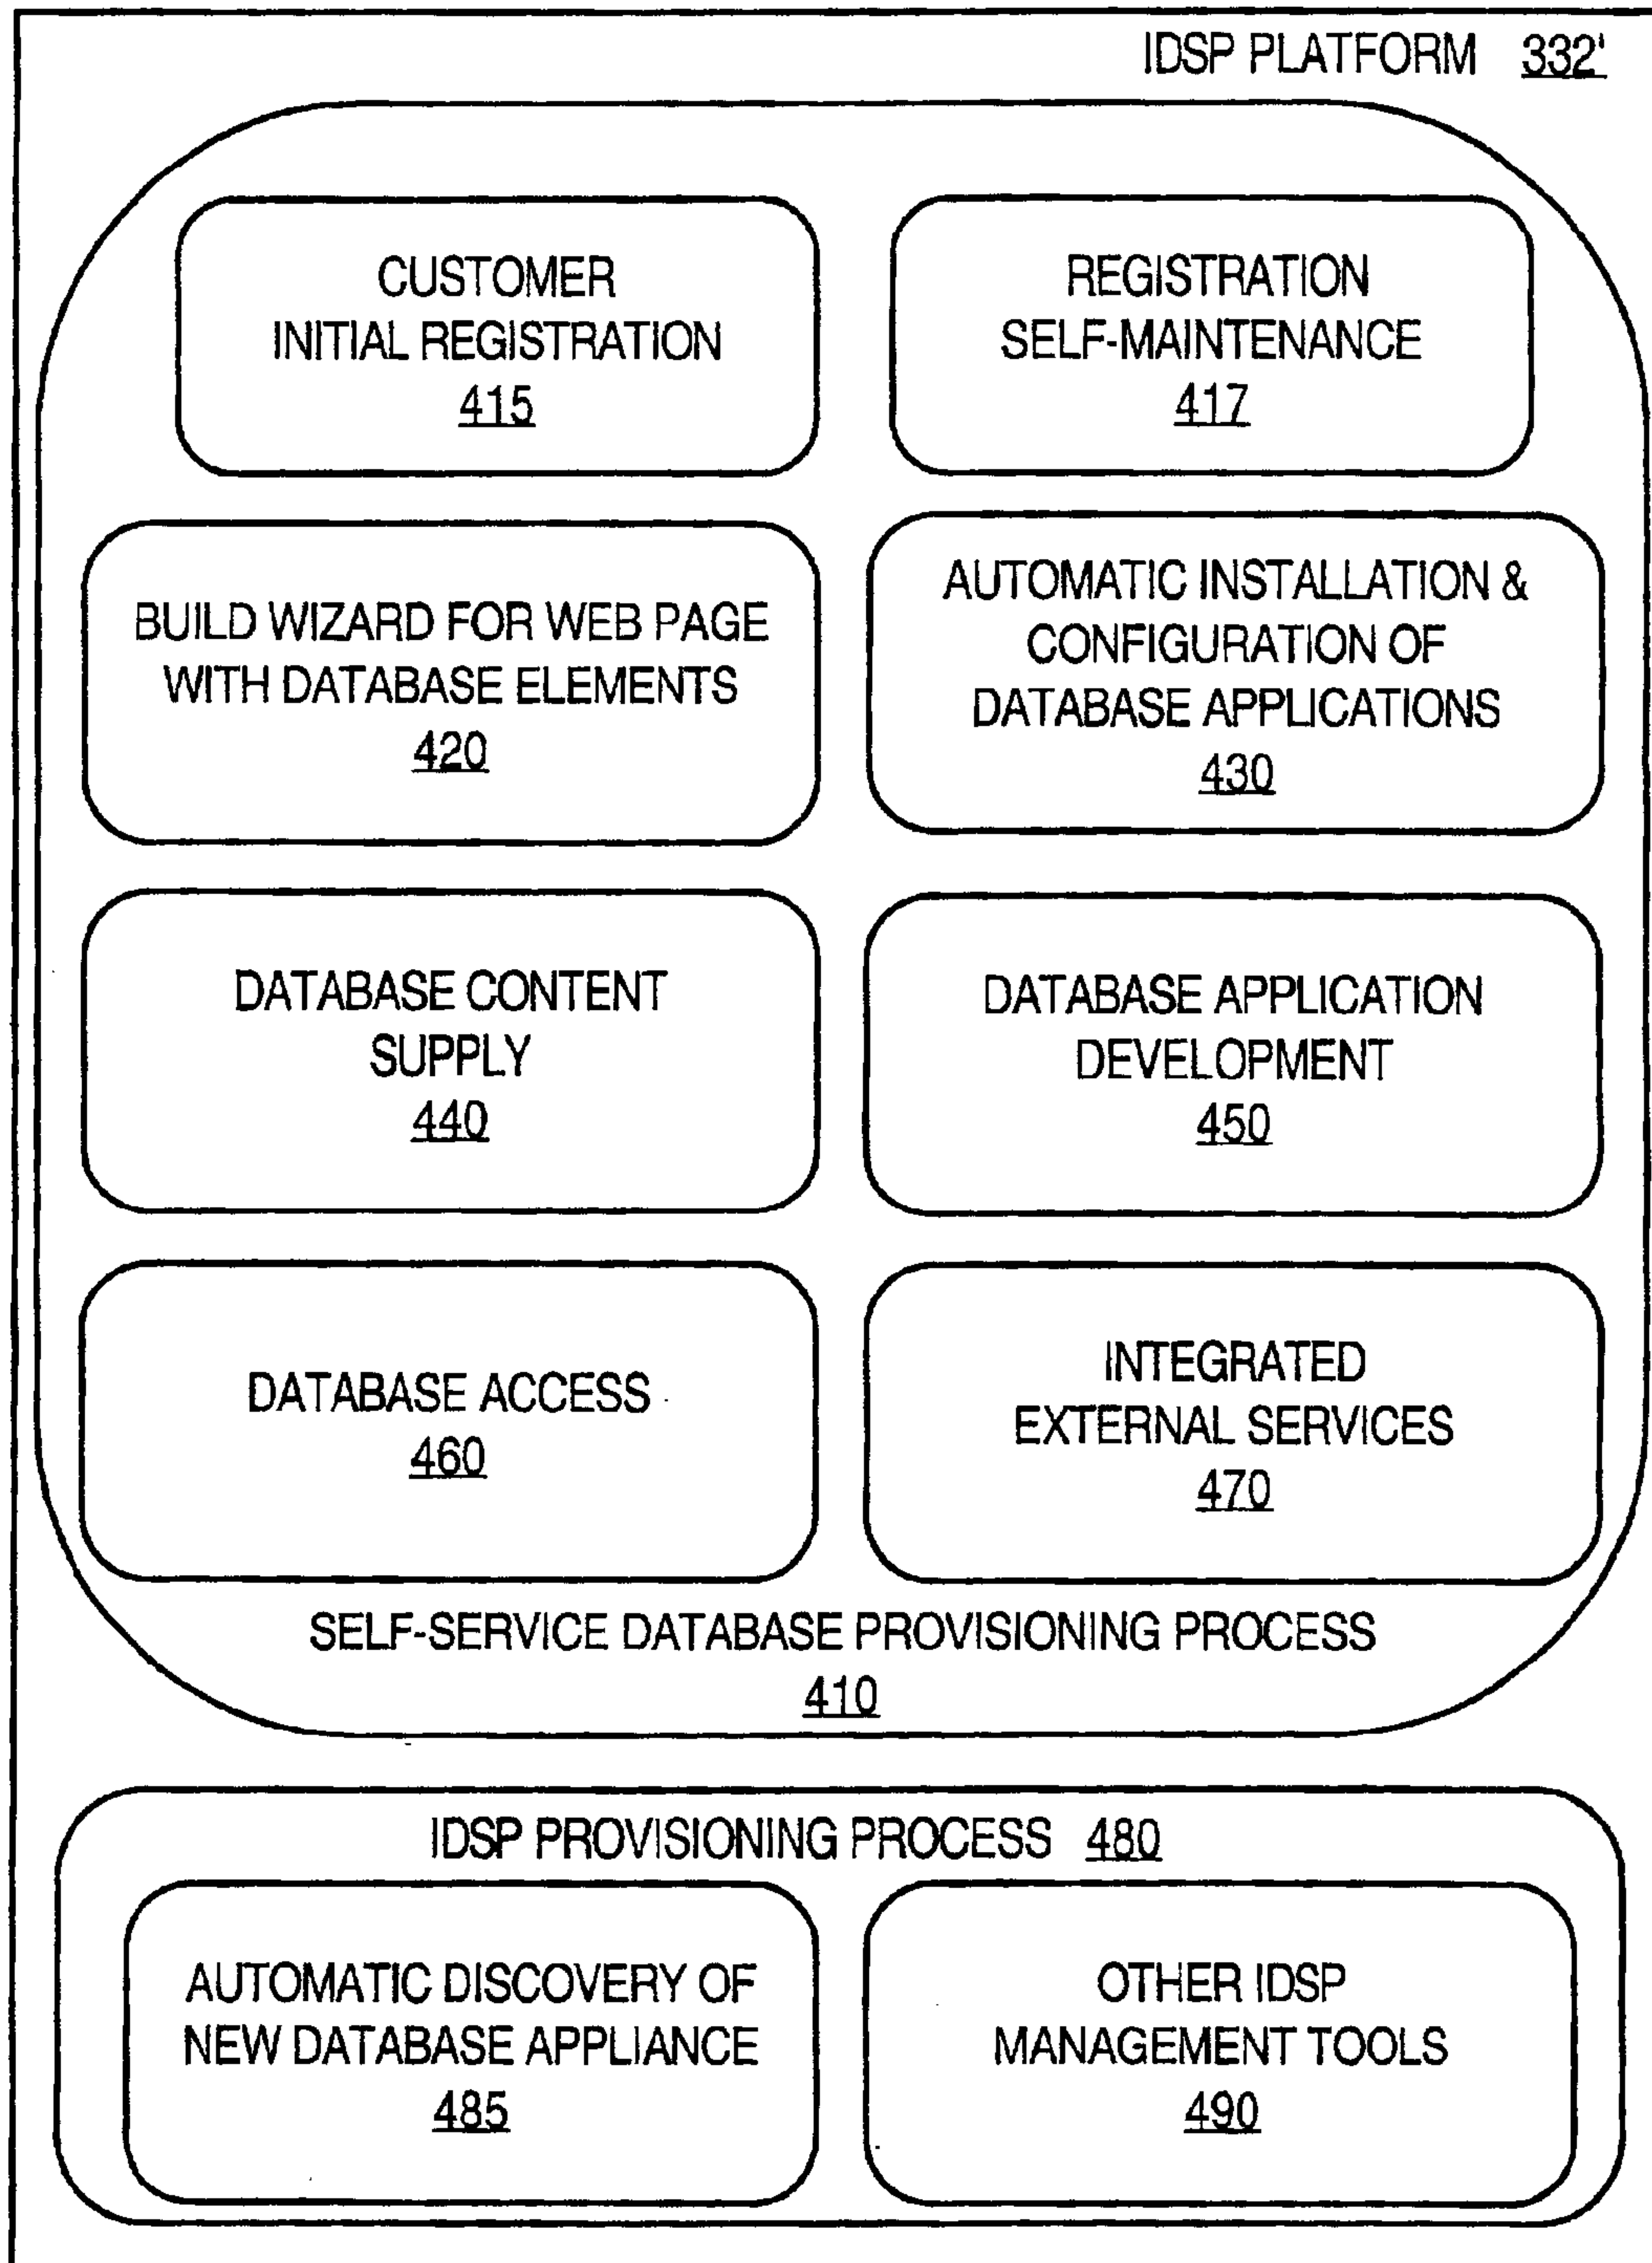 IDSP PLATFORM 332'
CUSTOMER
INITIAL REGISTRATION
415
REGISTRATION
SELF-MAINTENANCE
417
BUILD WIZARD FOR WEB PAGE
WITH DATABASE ELEMENTS
420
AUTOMATIC INSTALLATION &
CONFIGURATION OF
DATABASE APPLICATIONS
430
DATABASE CONTENT
SUPPLY
440
DATABASE APPLICATION
DEVELOPMENT
450
DATABASE ACCESS
460
INTEGRATED
EXTERNAL SERVICES
470
SELF-SERVICE DATABASE PROVISIONING PROCESS
410
IDSP PROVISIONING PROCESS 480
AUTOMATIC DISCOVERY OF
NEW DATABASE APPLIANCE
485
OTHER IDSP
MANAGEMENT TOOLS
490